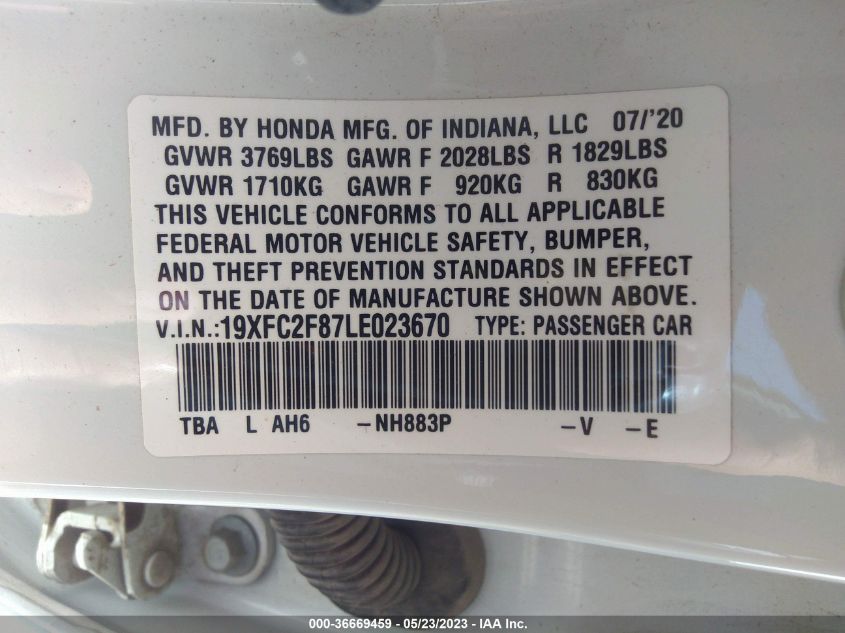 MFD. BY HONDA MFG. OF INDIANA, LLC 07/'20
GVWR 3769LBS GAWR F 2028LBS R 1829LBS
GVWR 1710KG GAWR F 920KG R 830KG
THIS VEHICLE CONFORMS TO ALL APPLICABLE
FEDERAL MOTOR VEHICLE SAFETY, BUMPER,
AND THEFT PREVENTION STANDARDS IN EFFECT
ON THE DATE OF MANUFACTURE SHOWN ABOVE.
V.I.N.:19XFC2F87LE023670 TYPE: PASSENGER CAR
TBA L AH6 -NH883P -V -E
000-36669459 - 05/23/2023 - IAA Inc.